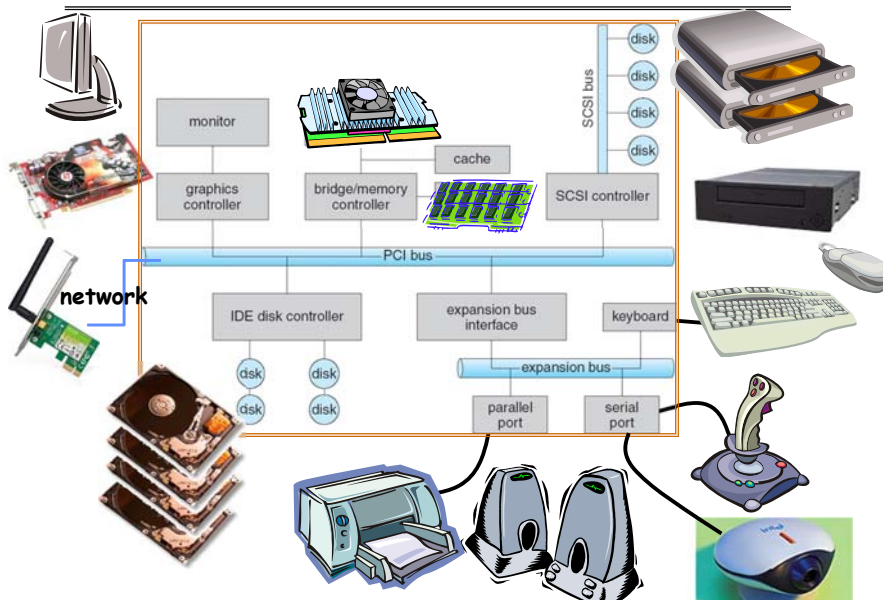 disk
disk
disk
disk
SCSI bus
monitor
cache
graphics
controller
bridge/memory
controller
SCSI controller
PCI bus
network
IDE disk controller
expansion bus
interface
keyboard
disk
disk
expansion bus
disk
disk
parallel
port
serial
port
intel